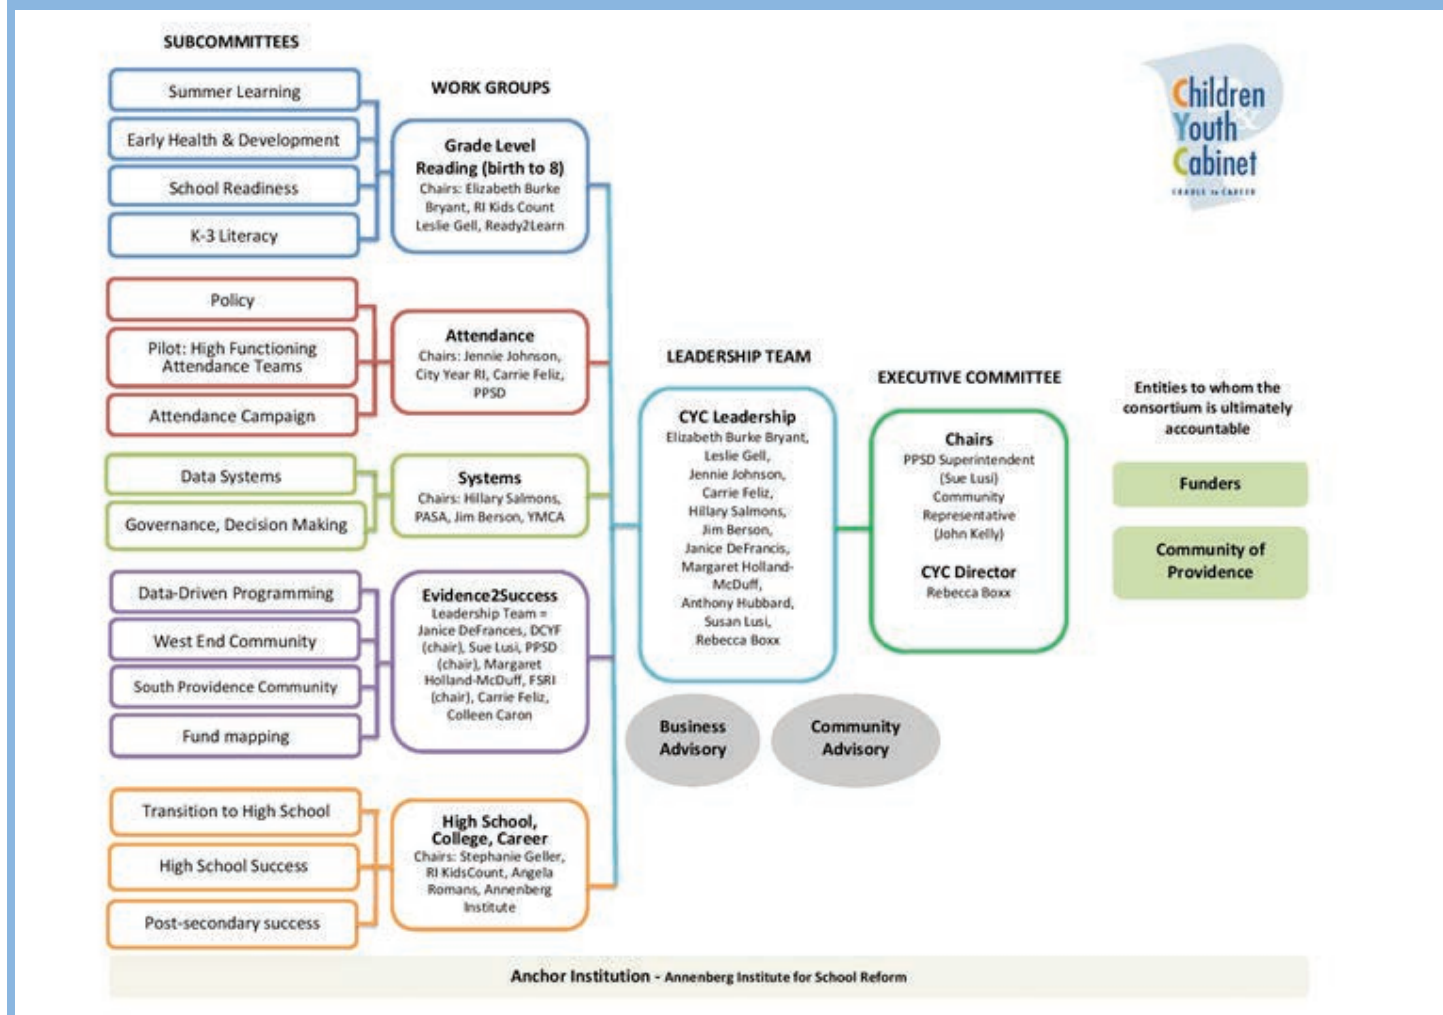 SUBCOMMITTEES
Summer Learning
Early Health & Development
School Readiness
K-3 Literacy
Policy
Pilot: High Functioning
Attendance Teams
Attendance Campaign
Data Systems
Governance, Decision Making
Data-Driven Programming
West End Community
South Providence Community
Fund mapping
Transition to High School
High School Success
Post-secondary success
WORK GROUPS
Grade Level
Reading (birth to 8)
Chairs: Elizabeth Burke
Bryant, RI Kids Count
Leslie Gell, Ready2Learn
Attendance
Chairs: Jennie Johnson,
City Year RI, Carrie Feliz,
PPSD
Systems
Chairs: Hillary Salmons,
PASA, Jim Berson, YMCA
Evidence2Success
Leadership Team =
Janice DeFrances, DCYF
(chair), Sue Lusi, PPSD
(chair), Margaret
Holland-McDuff, FSRI
(chair), Carrie Feliz,
Colleen Caron
High School,
College, Career
Chairs: Stephanie Geller,
RI KidsCount, Angela
Romans, Annenberg
Institute
LEADERSHIP TEAM
CYC Leadership
Elizabeth Burke Bryant,
Leslie Gell,
Jennie Johnson,
Carrie Feliz,
Hillary Salmons,
Jim Berson,
Janice DeFrancis,
Margaret Holland-
McDuff,
Anthony Hubbard,
Susan Lusi,
Rebecca Boxx
Business
Advisory
Community
Advisory
EXECUTIVE COMMITTEE
Chairs
PPSD Superintendent
(Sue Lusi)
Community
Representative
(John Kelly)
CYC Director
Rebecca Boxx
Children
&
Youth
Cabinet
CRADLE to CAREER
Entities to whom the
consortium is ultimately
accountable
Funders
Community of
Providence
Anchor Institution - Annenberg Institute for School Reform